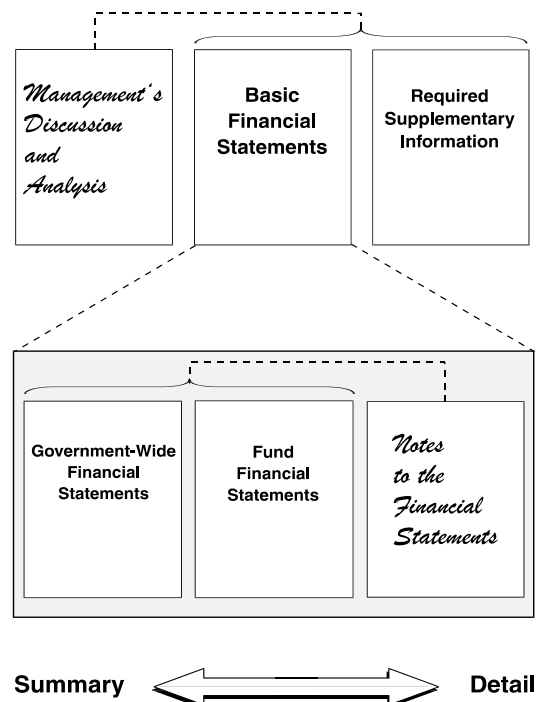 Management's
Discussion
and
Analysis
Basic
Financial
Statements
Required
Supplementary
Information
Government-Wide
Financial
Statements
Fund
Financial
Statements
Notes
to the
Financial
Statements
Summary
Detail